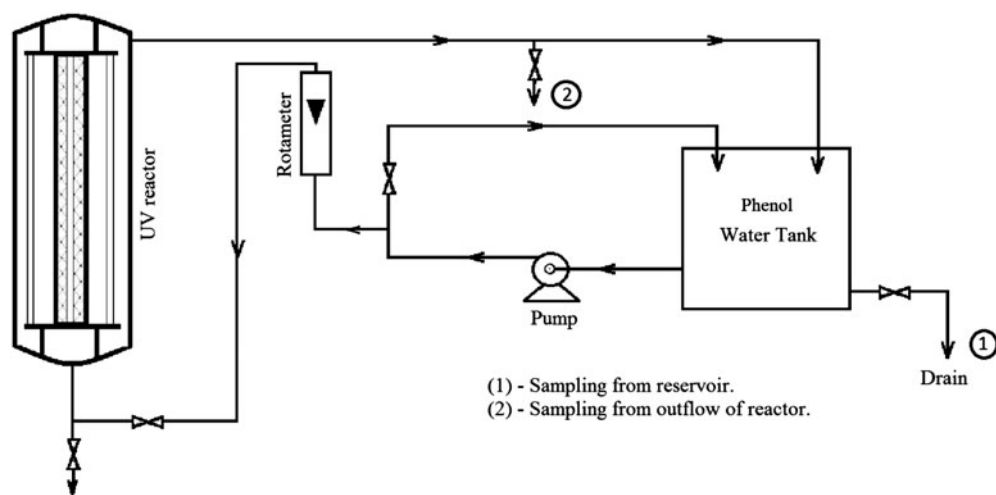 UV reactor
Rotameter
2
Phenol
Water Tank
Pump
1
Drain
(1) - Sampling from reservoir.
(2) - Sampling from outflow of reactor.